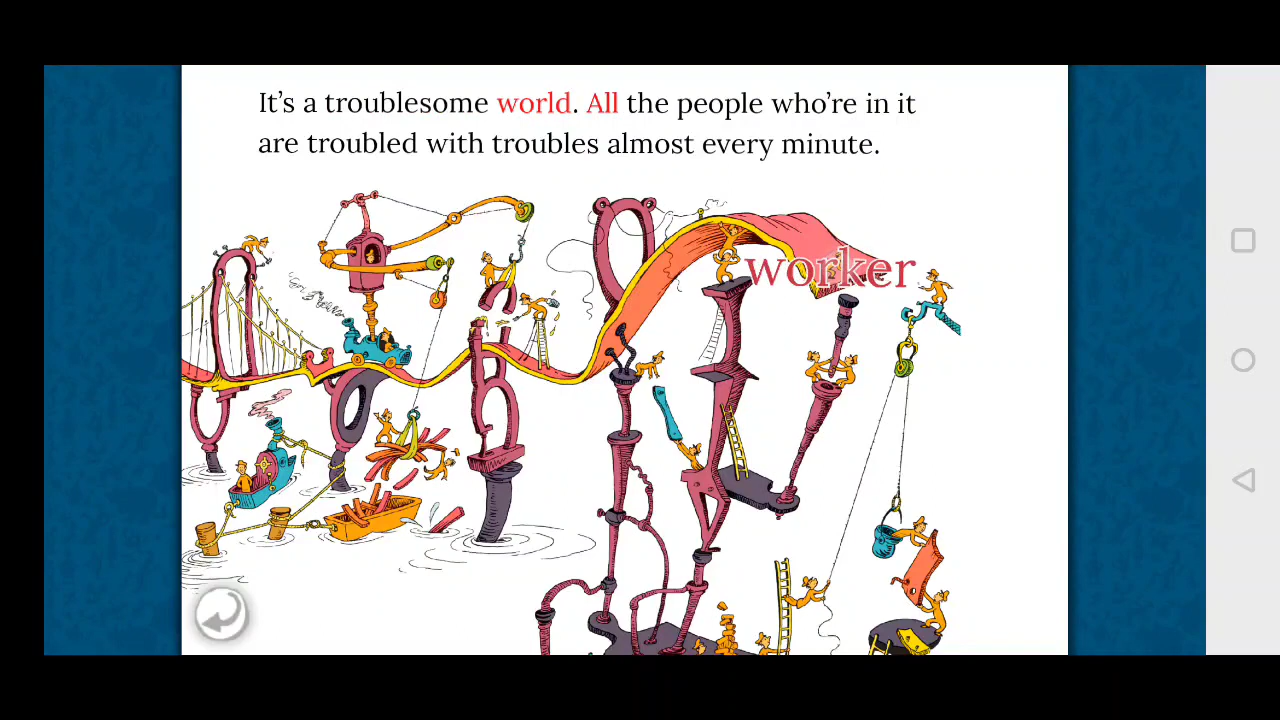 It’s a troublesome world. All the people who’re in it
are troubled with troubles almost every minute.
worker